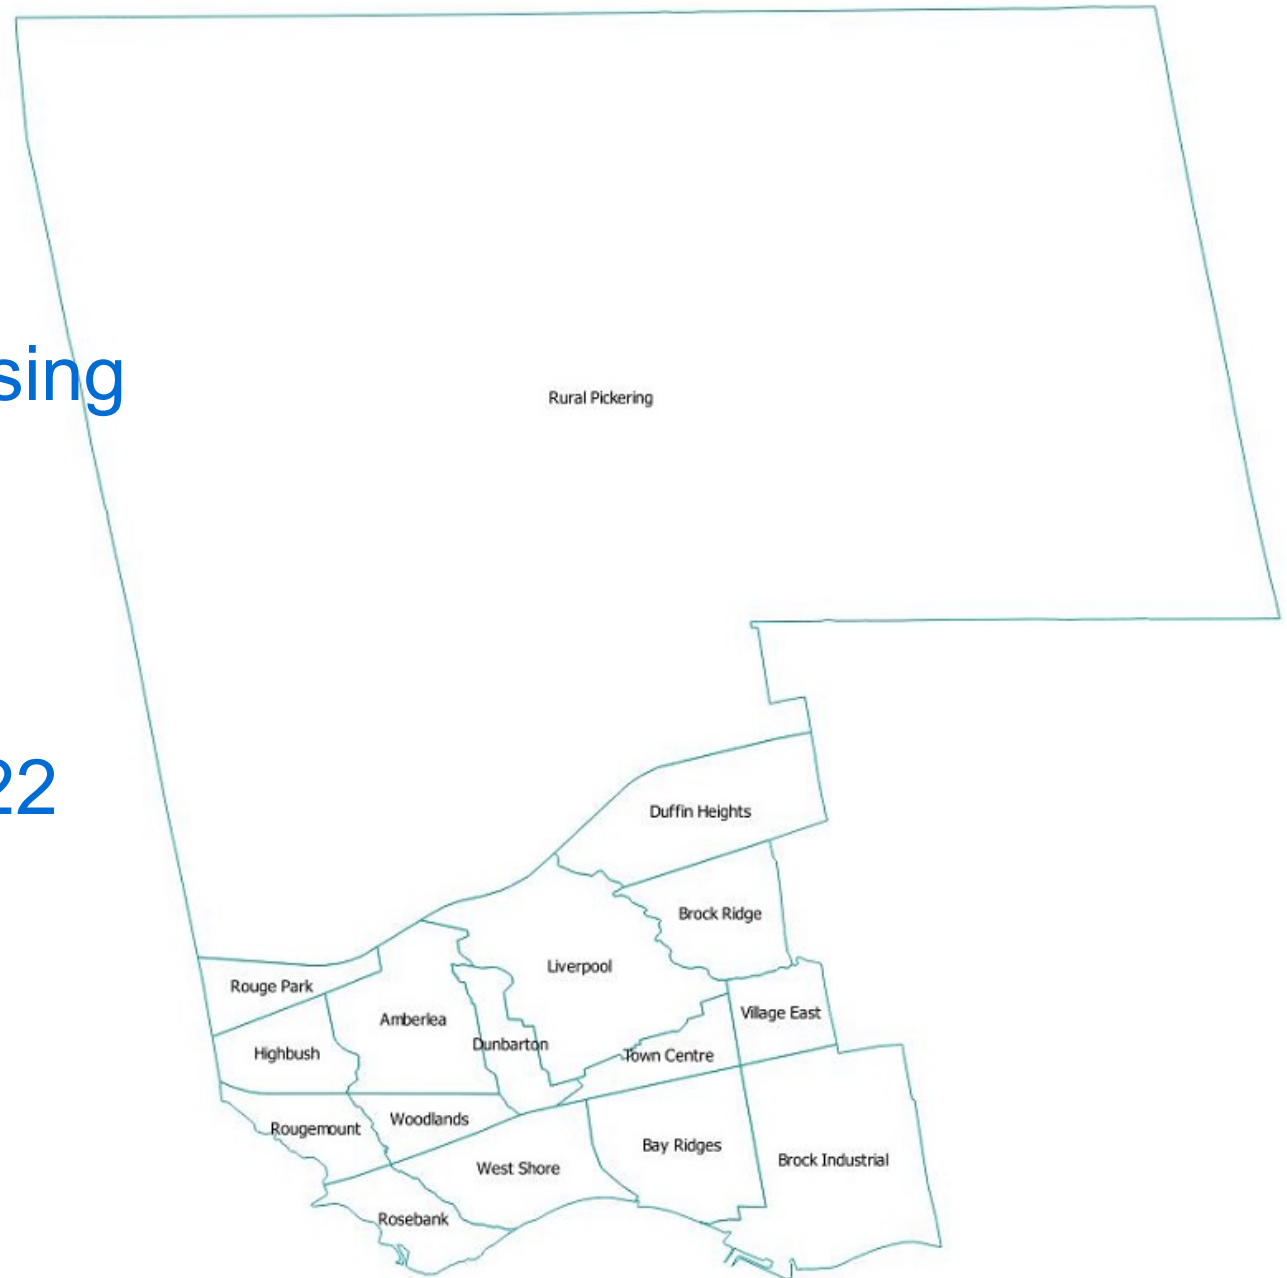 sing
Rural Pickering
22
Duffin Heights
Brock Ridge
Liverpool
Rouge Park
Village East
Amberlea
Dunbarton
Highbush
Town Centre
Woodlands
Rougemount
Bay Ridges
Brock Industrial
West Shore
Rosebank